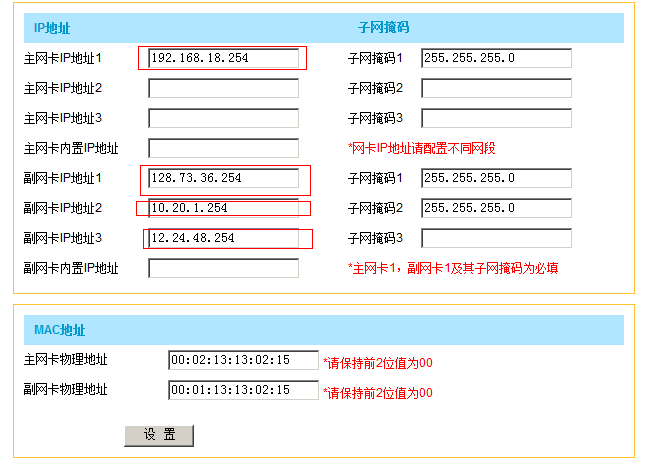 IP地址 子网掩码
主网卡IP地址1 192.168.18.254 子网掩码1 255.255.255.0
主网卡IP地址2 子网掩码2
主网卡IP地址3 子网掩码3
主网卡内置IP地址 *网卡IP地址请配置不同网段
副网卡IP地址1 128.73.36.254 子网掩码1 255.255.255.0
副网卡IP地址2 10.20.1.254 子网掩码2 255.255.255.0
副网卡IP地址3 12.24.48.254 子网掩码3
副网卡内置IP地址 *主网卡1，副网卡1及其子网掩码为必填
MAC地址
主网卡物理地址 00:02:13:13:02:15 *请保持前2位值为00
副网卡物理地址 00:01:13:13:02:15 *请保持前2位值为00
设 置